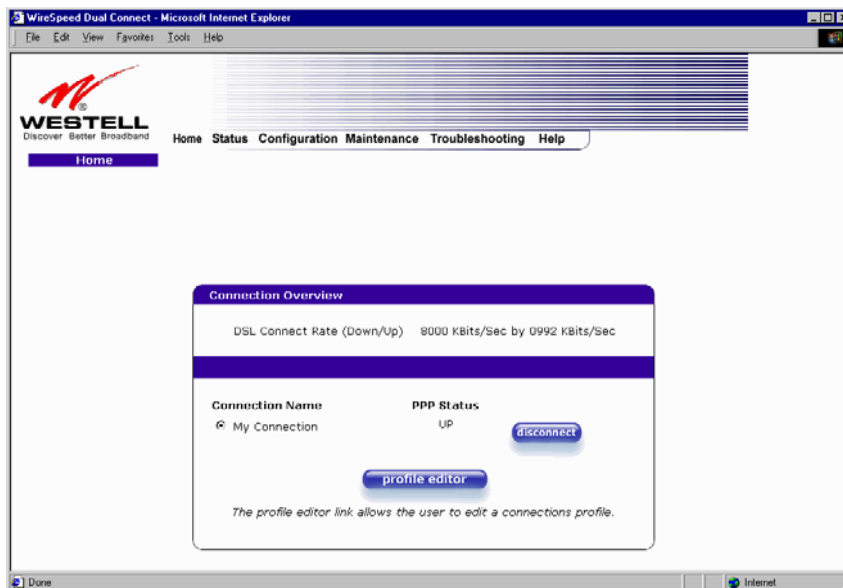 WireSpeed Dual Connect - Microsoft Internet Explorer
File Edit View Favorites Tools Help
®
WESTELL
Discover Better Broadband
Home Status Configuration Maintenance Troubleshooting Help
Home
Connection Overview
DSL Connect Rate (Down/Up) 8000 KBits/Sec by 0992 KBits/Sec
Connection Name PPP Status
My Connection UP disconnect
profile editor
The profile editor link allows the user to edit a connections profile.
Done Internet